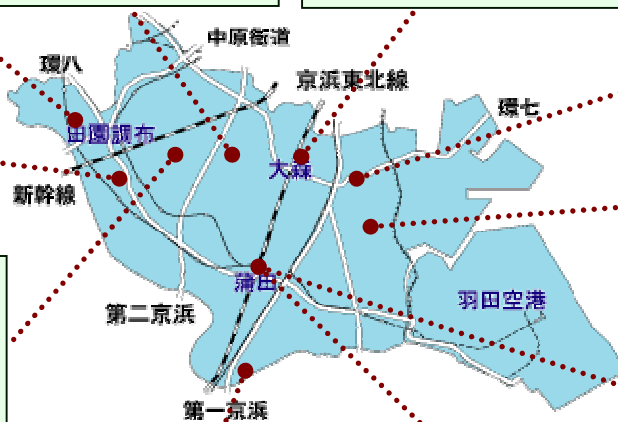 中原街道
環八
京浜東北線
環七
田園調布
大森
新幹線
蒲田
羽田空港
第二京浜
第一京浜